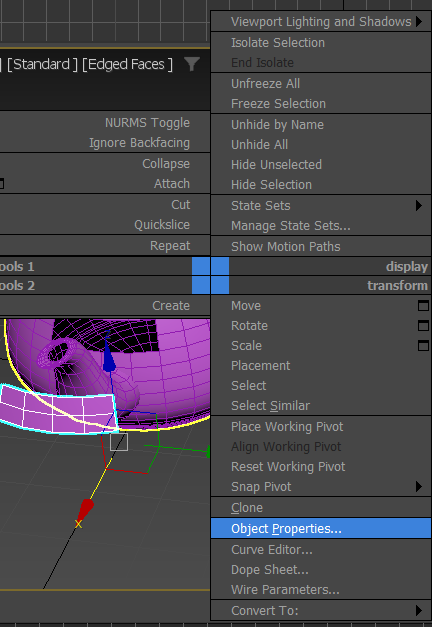 [Standard ] [Edged Faces ]
NURMS Toggle
Ignore Backfacing
Collapse
Attach
Cut
Quickslice
Repeat
ools 1
ools 2
Create
Viewport Lighting and Shadows
Isolate Selection
End Isolate
Unfreeze All
Freeze Selection
Unhide by Name
Unhide All
Hide Unselected
Hide Selection
State Sets
Manage State Sets...
Show Motion Paths
display
transform
Move
Rotate
Scale
Placement
Select
Select Similar
Place Working Pivot
Align Working Pivot
Reset Working Pivot
Snap Pivot
Clone
Object Properties...
Curve Editor...
Dope Sheet...
Wire Parameters...
Convert To:
x